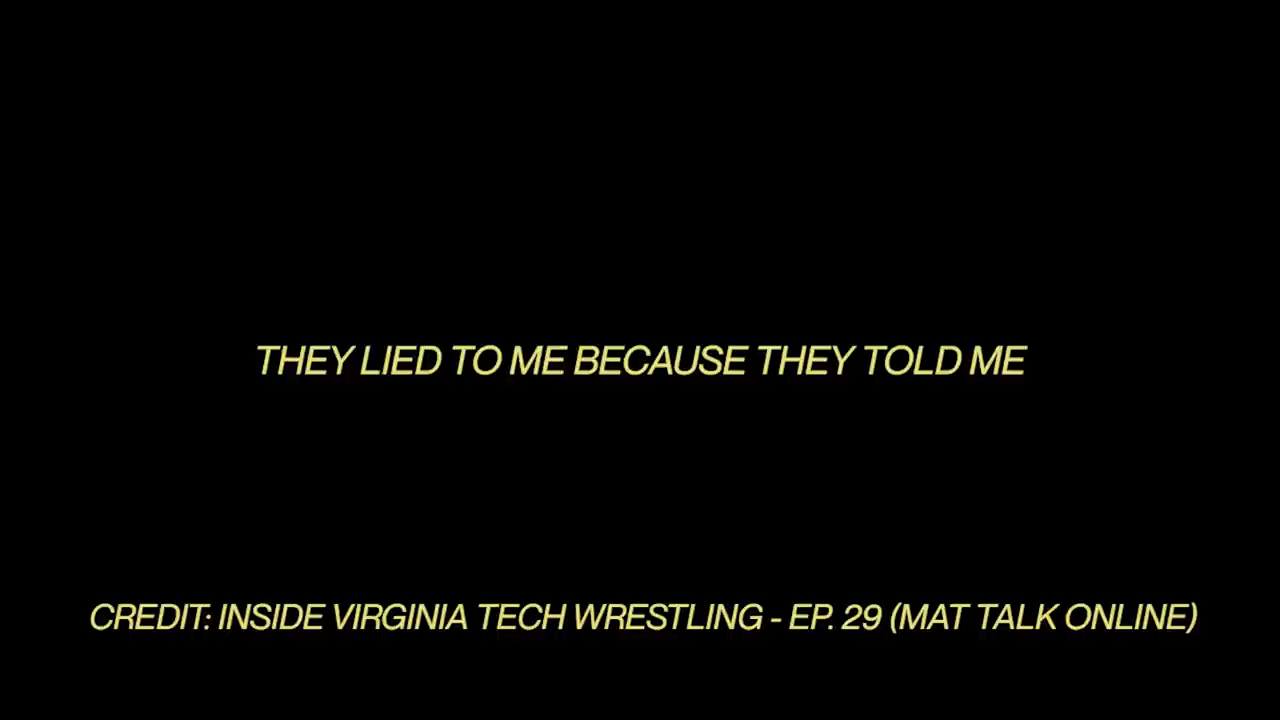 THEY LIED TO ME BECAUSE THEY TOLD ME
CREDIT: INSIDE VIRGINIA TECH WRESTLING - EP. 29 (MAT TALK ONLINE)